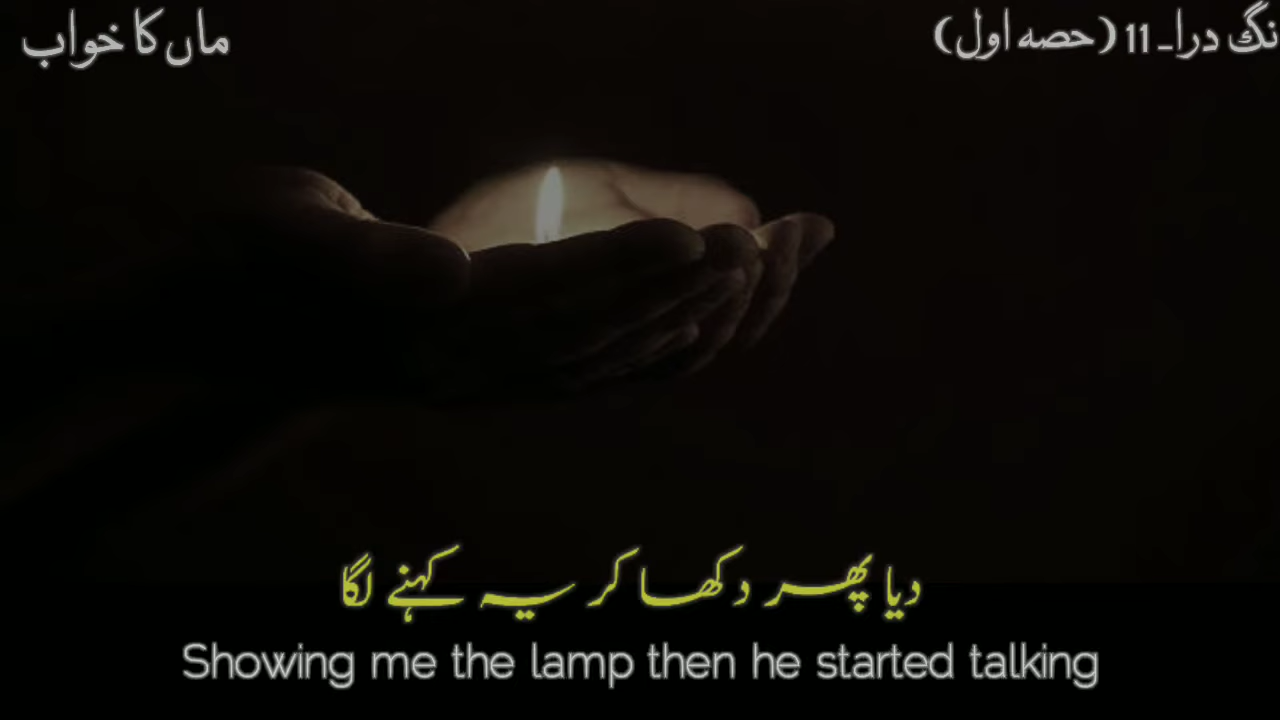 نگ درا۔ 11 (حصہ اول)
ماں کا خواب
دیا پھر دکھا کر یہ کہنے لگا
Showing me the lamp then he started talking